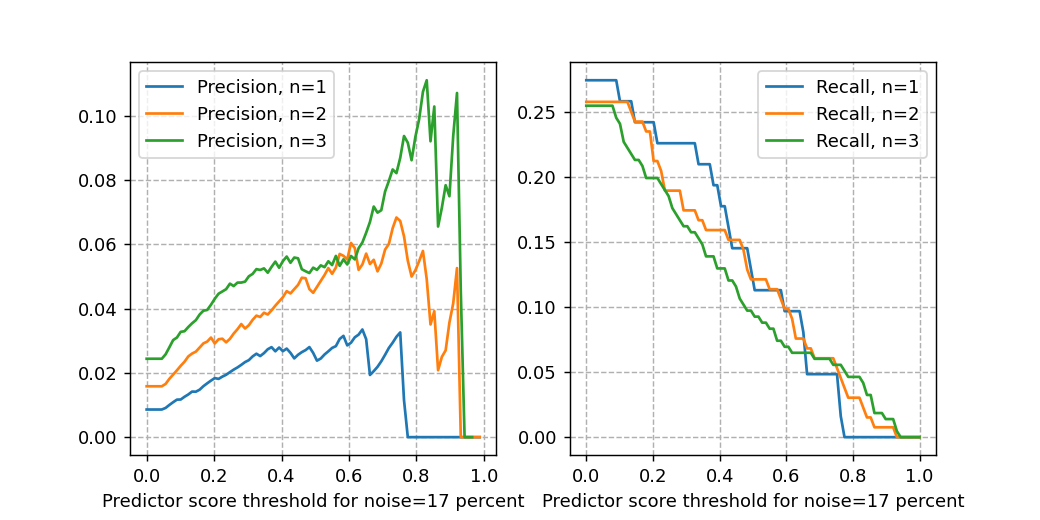 Precision, n=1
Precision, n=2
Precision, n=3
0.10
0.08
0.06
0.04
0.02
0.00
0.0 0.2 0.4 0.6 0.8 1.0
Predictor score threshold for noise=17 percent
Recall, n=1
Recall, n=2
Recall, n=3
0.25
0.20
0.15
0.10
0.05
0.00
0.0 0.2 0.4 0.6 0.8 1.0
Predictor score threshold for noise=17 percent